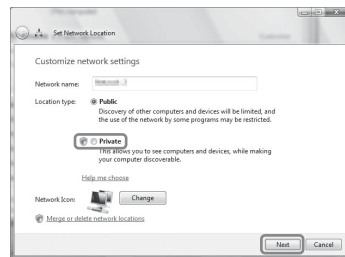 Set Network Location
Customize network settings
Network name:
Location type:
Public
Discovery of other computers and devices will be limited, and
the use of the network by some programs may be restricted.
Private
This allows you to see computers and devices, while making
your computer discoverable.
Help me choose
Network Icon:
Change
Merge or delete network locations
Next
Cancel